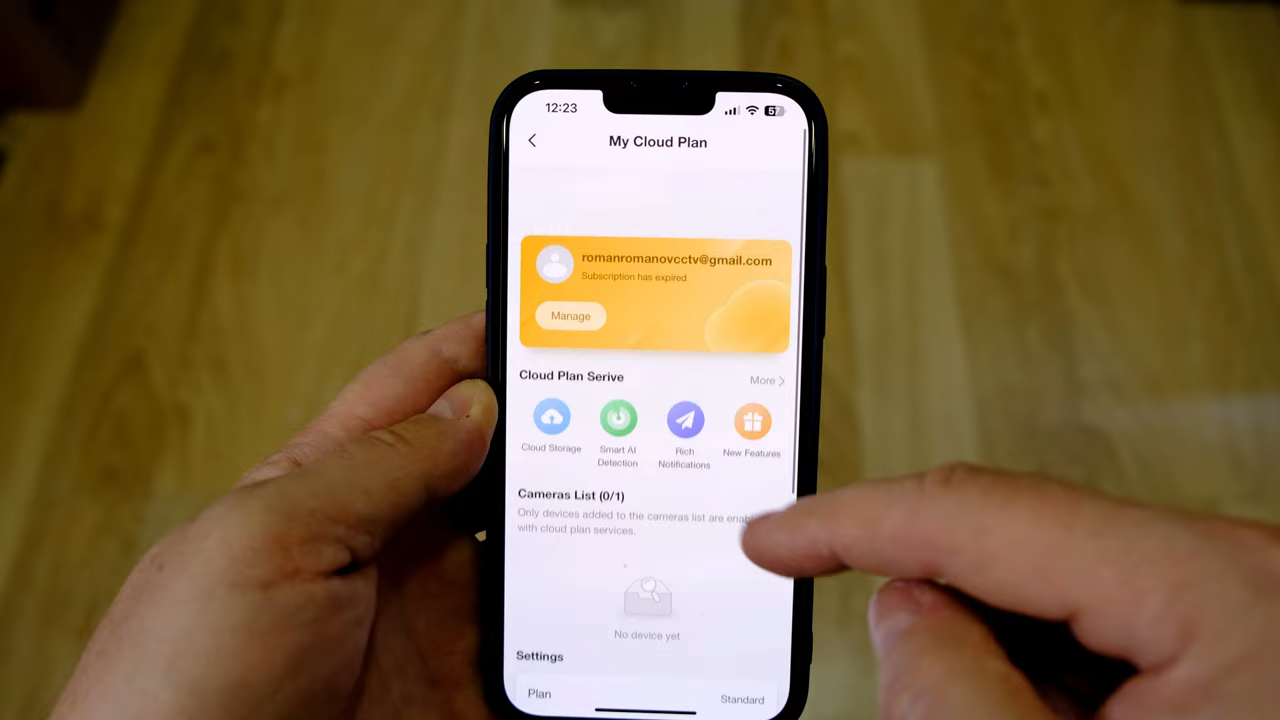 12:23
57
My Cloud Plan
romanromanovcctv@gmail.com
Subscription has expired
Manage
Cloud Plan Serive
More
Cloud Storage
Smart AI
Detection
Rich
Notifications
New Features
Cameras List (0/1)
Only devices added to the cameras list are
with cloud plan services.
No device yet
Settings
Plan
Standard